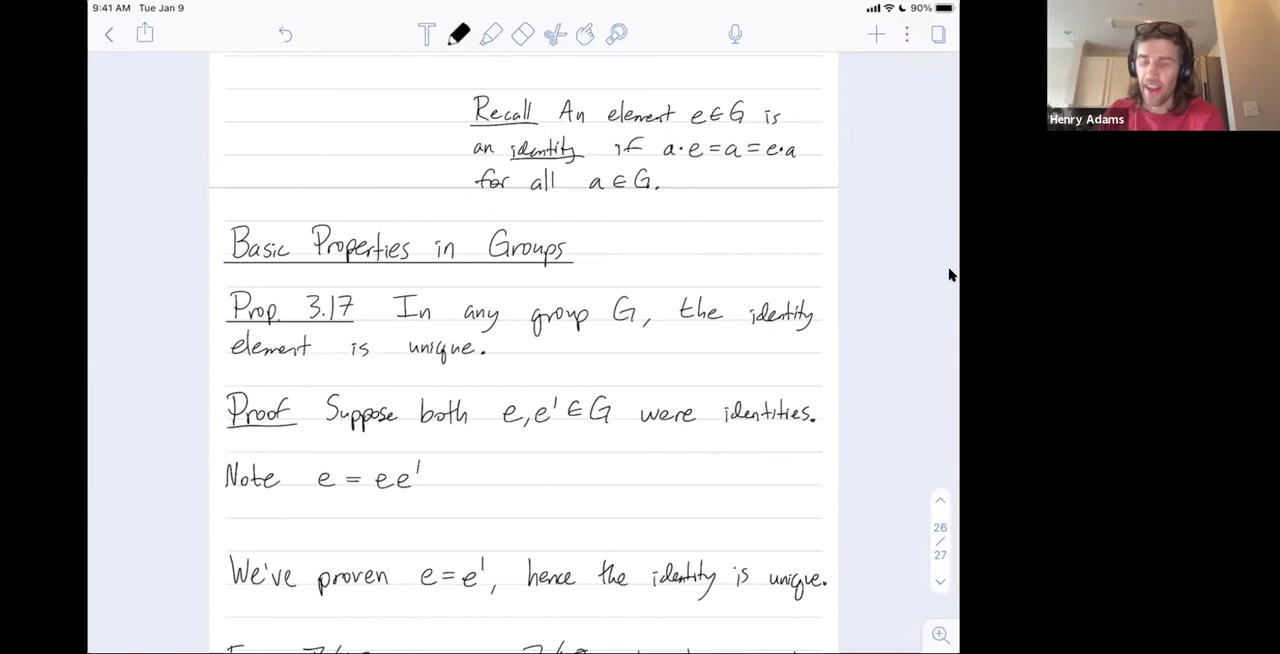 9:41 AM Tue Jan 9
90%
Henry Adams
Recall An element e∈G is
an identity if a·e=a=e·a
for all a∈G.
Basic Properties in Groups
Prop. 3.17 In any group G, the identity
element is unique.
Proof Suppose both e,e'∈G were identities.
Note e = ee'
We've proven e=e', hence the identity is unique.
26
/
27